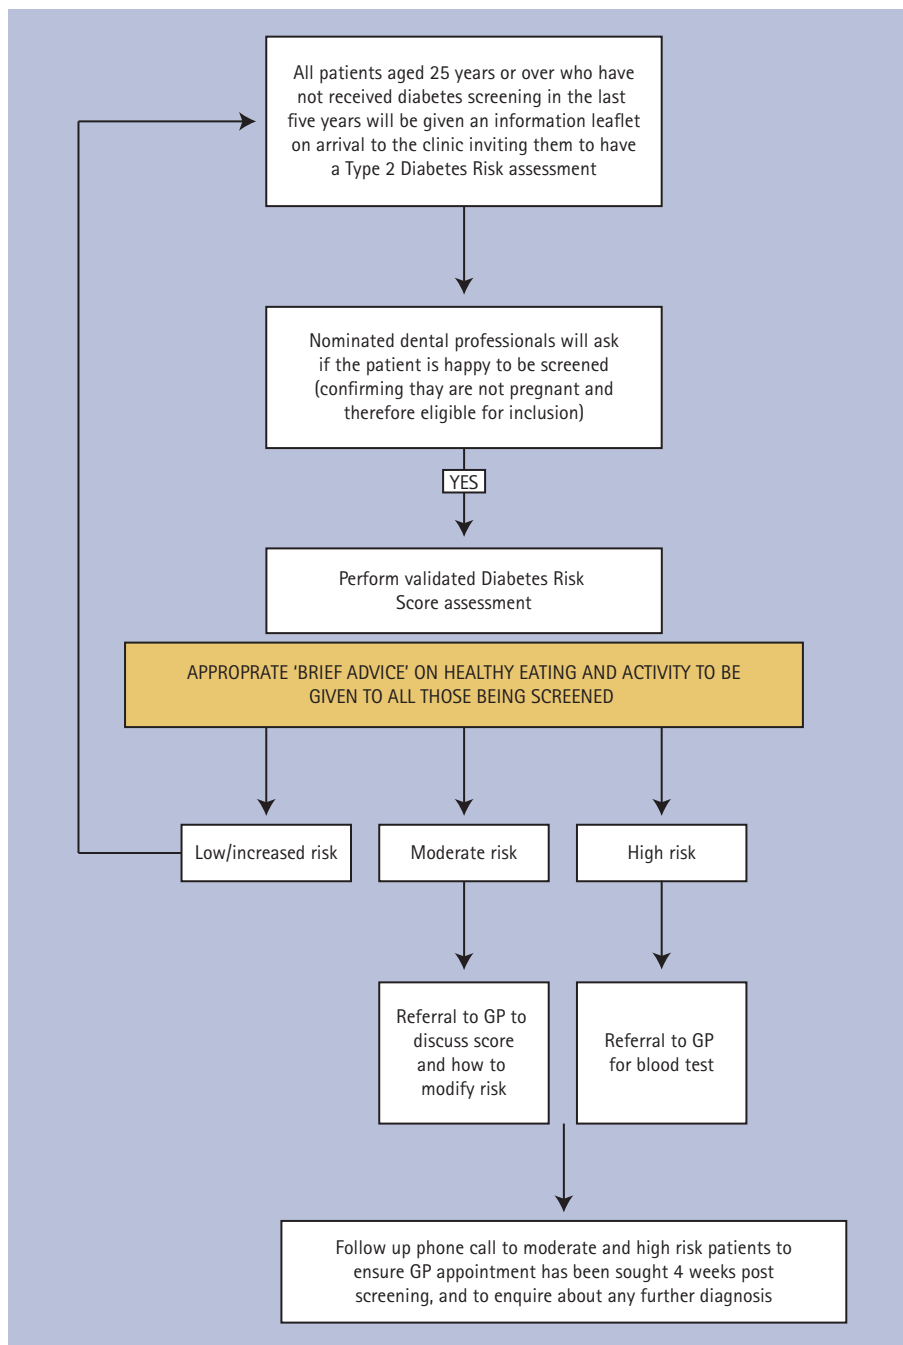 All patients aged 25 years or over who have
not received diabetes screening in the last
five years will be given an information leaflet
on arrival to the clinic inviting them to have
a Type 2 Diabetes Risk assessment
Nominated dental professionals will ask
if the patient is happy to be screened
(confirming thay are not pregnant and
therefore eligible for inclusion)
YES
Perform validated Diabetes Risk
Score assessment
APPROPRATE ‘BRIEF ADVICE’ ON HEALTHY EATING AND ACTIVITY TO BE
GIVEN TO ALL THOSE BEING SCREENED
Low/increased risk
Moderate risk
High risk
Referral to GP to
discuss score
and how to
modify risk
Referral to GP
for blood test
Follow up phone call to moderate and high risk patients to
ensure GP appointment has been sought 4 weeks post
screening, and to enquire about any further diagnosis